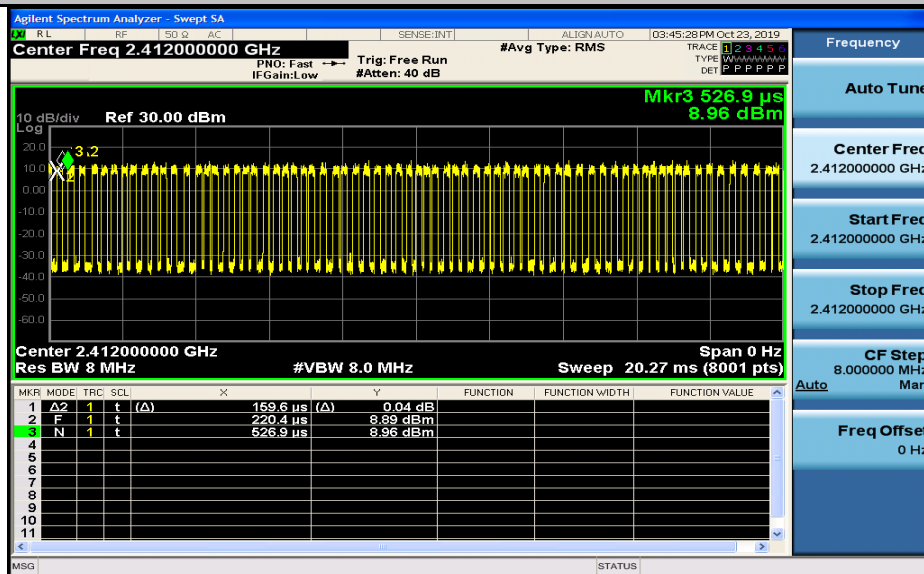 Agilent Spectrum Analyzer - Swept SA
LXI RL RF 50 Ω AC SENSE:INT ALIGN AUTO 03:45:28 PM Oct 23, 2019
Center Freq 2.412000000 GHz
#Avg Type: RMS
TRACE 1 2 3 4 5 6
PNO: Fast
Trig: Free Run
TYPE
IFGain:Low
#Atten: 40 dB
DET P P P P P P
Mkr3 526.9 µs
10 dB/div Ref 30.00 dBm 8.96 dBm
Log
20.0
10.0
0.00
-10.0
-20.0
-30.0
-40.0
-50.0
-60.0
3 2
Center 2.412000000 GHz Span 0 Hz
Res BW 8 MHz #VBW 8.0 MHz Sweep 20.27 ms (8001 pts)
MKR MODE TRC SCL X Y FUNCTION FUNCTION WIDTH FUNCTION VALUE
1 Δ2 1 t (Δ) 159.6 µs (Δ) 0.04 dB
2 F 1 t 220.4 µs 8.89 dBm
3 N 1 t 526.9 µs 8.96 dBm
4
5
6
7
8
9
10
11
MSG STATUS
Frequency
Auto Tune
Center Freq
2.412000000 GHz
Start Freq
2.412000000 GHz
Stop Freq
2.412000000 GHz
CF Step
8.000000 MHz
Auto Man
Freq Offset
0 Hz